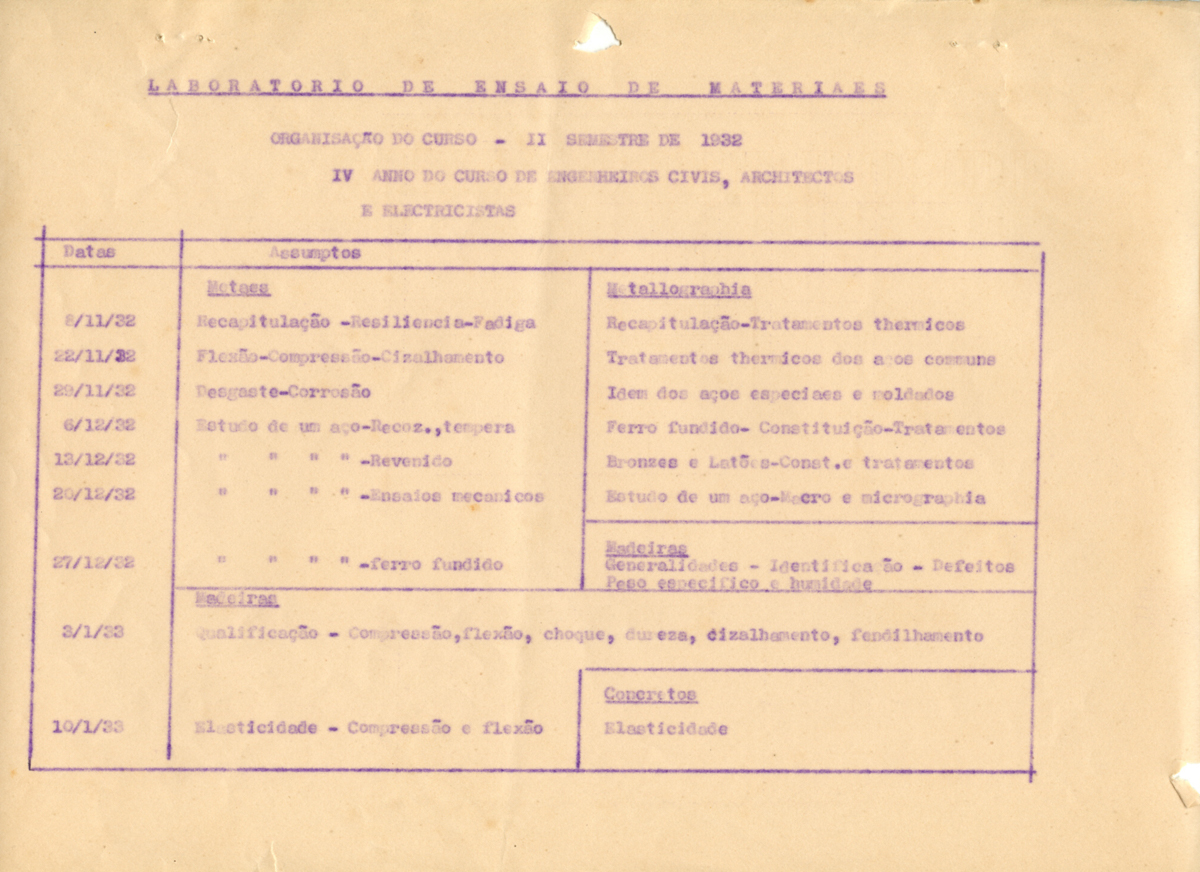 LABORATORIO DE ENSAIO DE MATERIAES
ORGANISAÇÃO DO CURSO - II SEMESTRE DE 1932
IV ANNO DO CURSO DE ENGENHEIROS CIVIS, ARCHITECTOS
E ELECTRICISTAS
Datas Assumptos
Metaes Metallographia
8/11/32 Recapitulação -Resiliencia-Fadiga Recapitulação-Tratamentos thermicos
22/11/32 Flexão-Compressão-Cizalhamento Tratamentos thermicos dos aços communs
29/11/32 Desgaste-Corrosão Idem dos aços especiaes e moldados
6/12/32 Estudo de um aço-Recoz.,tempera Ferro fundido- Constituição-Tratamentos
13/12/32 " " " " -Revenido Bronzes e Latões-Const.e tratamentos
20/12/32 " " " " -Ensaios mecanicos Estudo de um aço-Macro e micrographia
Madeiras
27/12/32 " " " " -ferro fundido Generalidades - Identificação - Defeitos
Peso especifico e humidade
Madeiras
3/1/33 Qualificação - Compressão,flexão, choque, dureza, cizalhamento, fendilhamento
Concretos
10/1/33 Elasticidade - Compressão e flexão Elasticidade